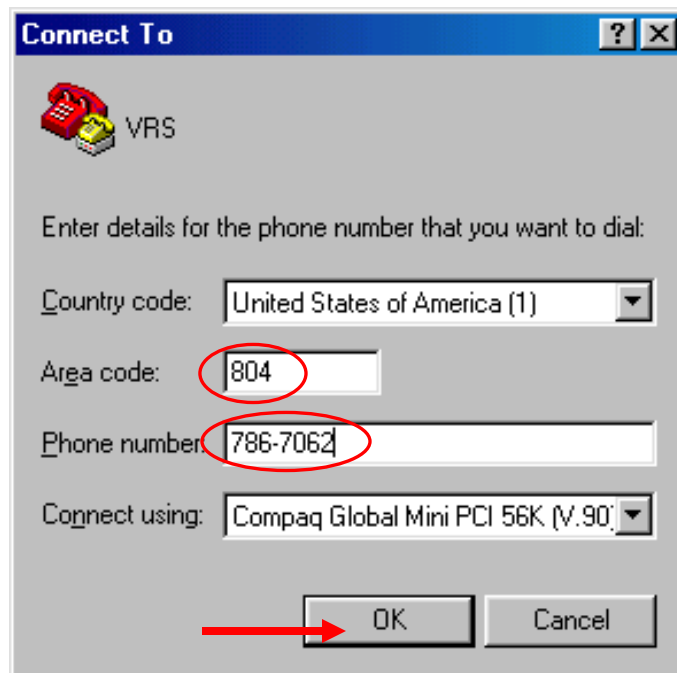 Connect To
VRS
Enter details for the phone number that you want to dial:
Country code: United States of America (1)
Area code: 804
Phone number: 786-7062
Connect using: Compaq Global Mini PCI 56K (V.90)
OK Cancel